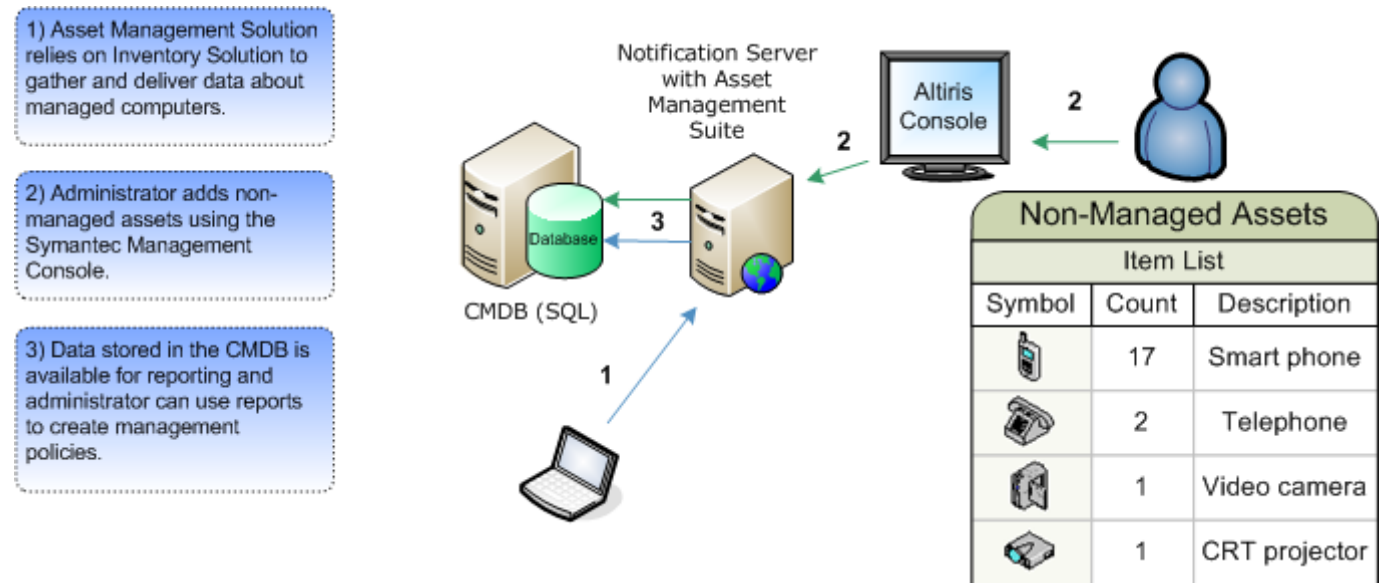 1) Asset Management Solution
relies on Inventory Solution to
gather and deliver data about
managed computers.
2) Administrator adds non-
managed assets using the
Symantec Management
Console.
3) Data stored in the CMDB is
available for reporting and
administrator can use reports
to create management
policies.
Notification Server
with Asset
Management
Suite
Altiris
Console
2
2
3
Database
CMDB (SQL)
1
Non-Managed Assets
Item List
Symbol Count Description
17 Smart phone
2 Telephone
1 Video camera
1 CRT projector